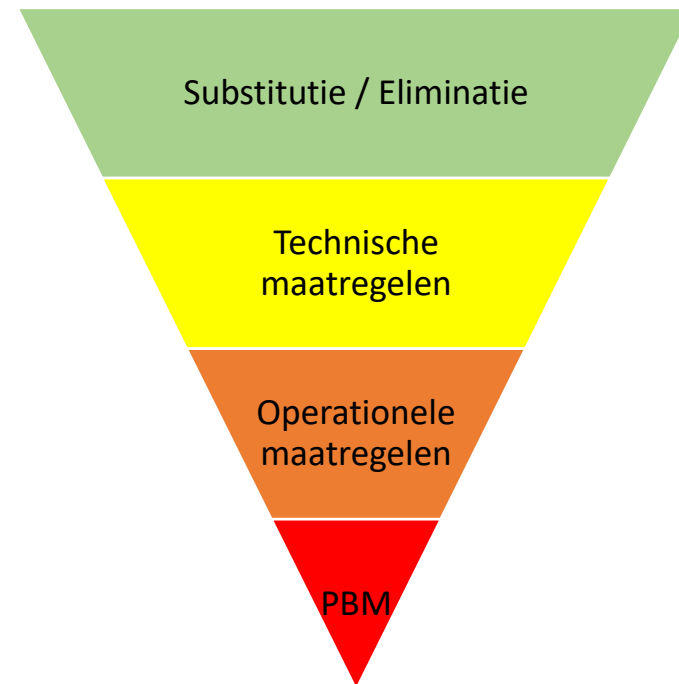 Substitutie / Eliminatie
Technische
maatregelen
Operationele
maatregelen
PBM